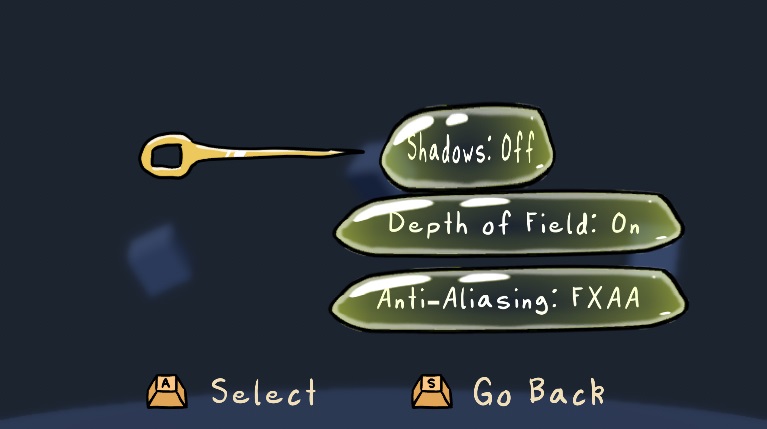 Shadows: Off
Depth of Field: On
Anti-Aliasing: FXAA
A Select S Go Back